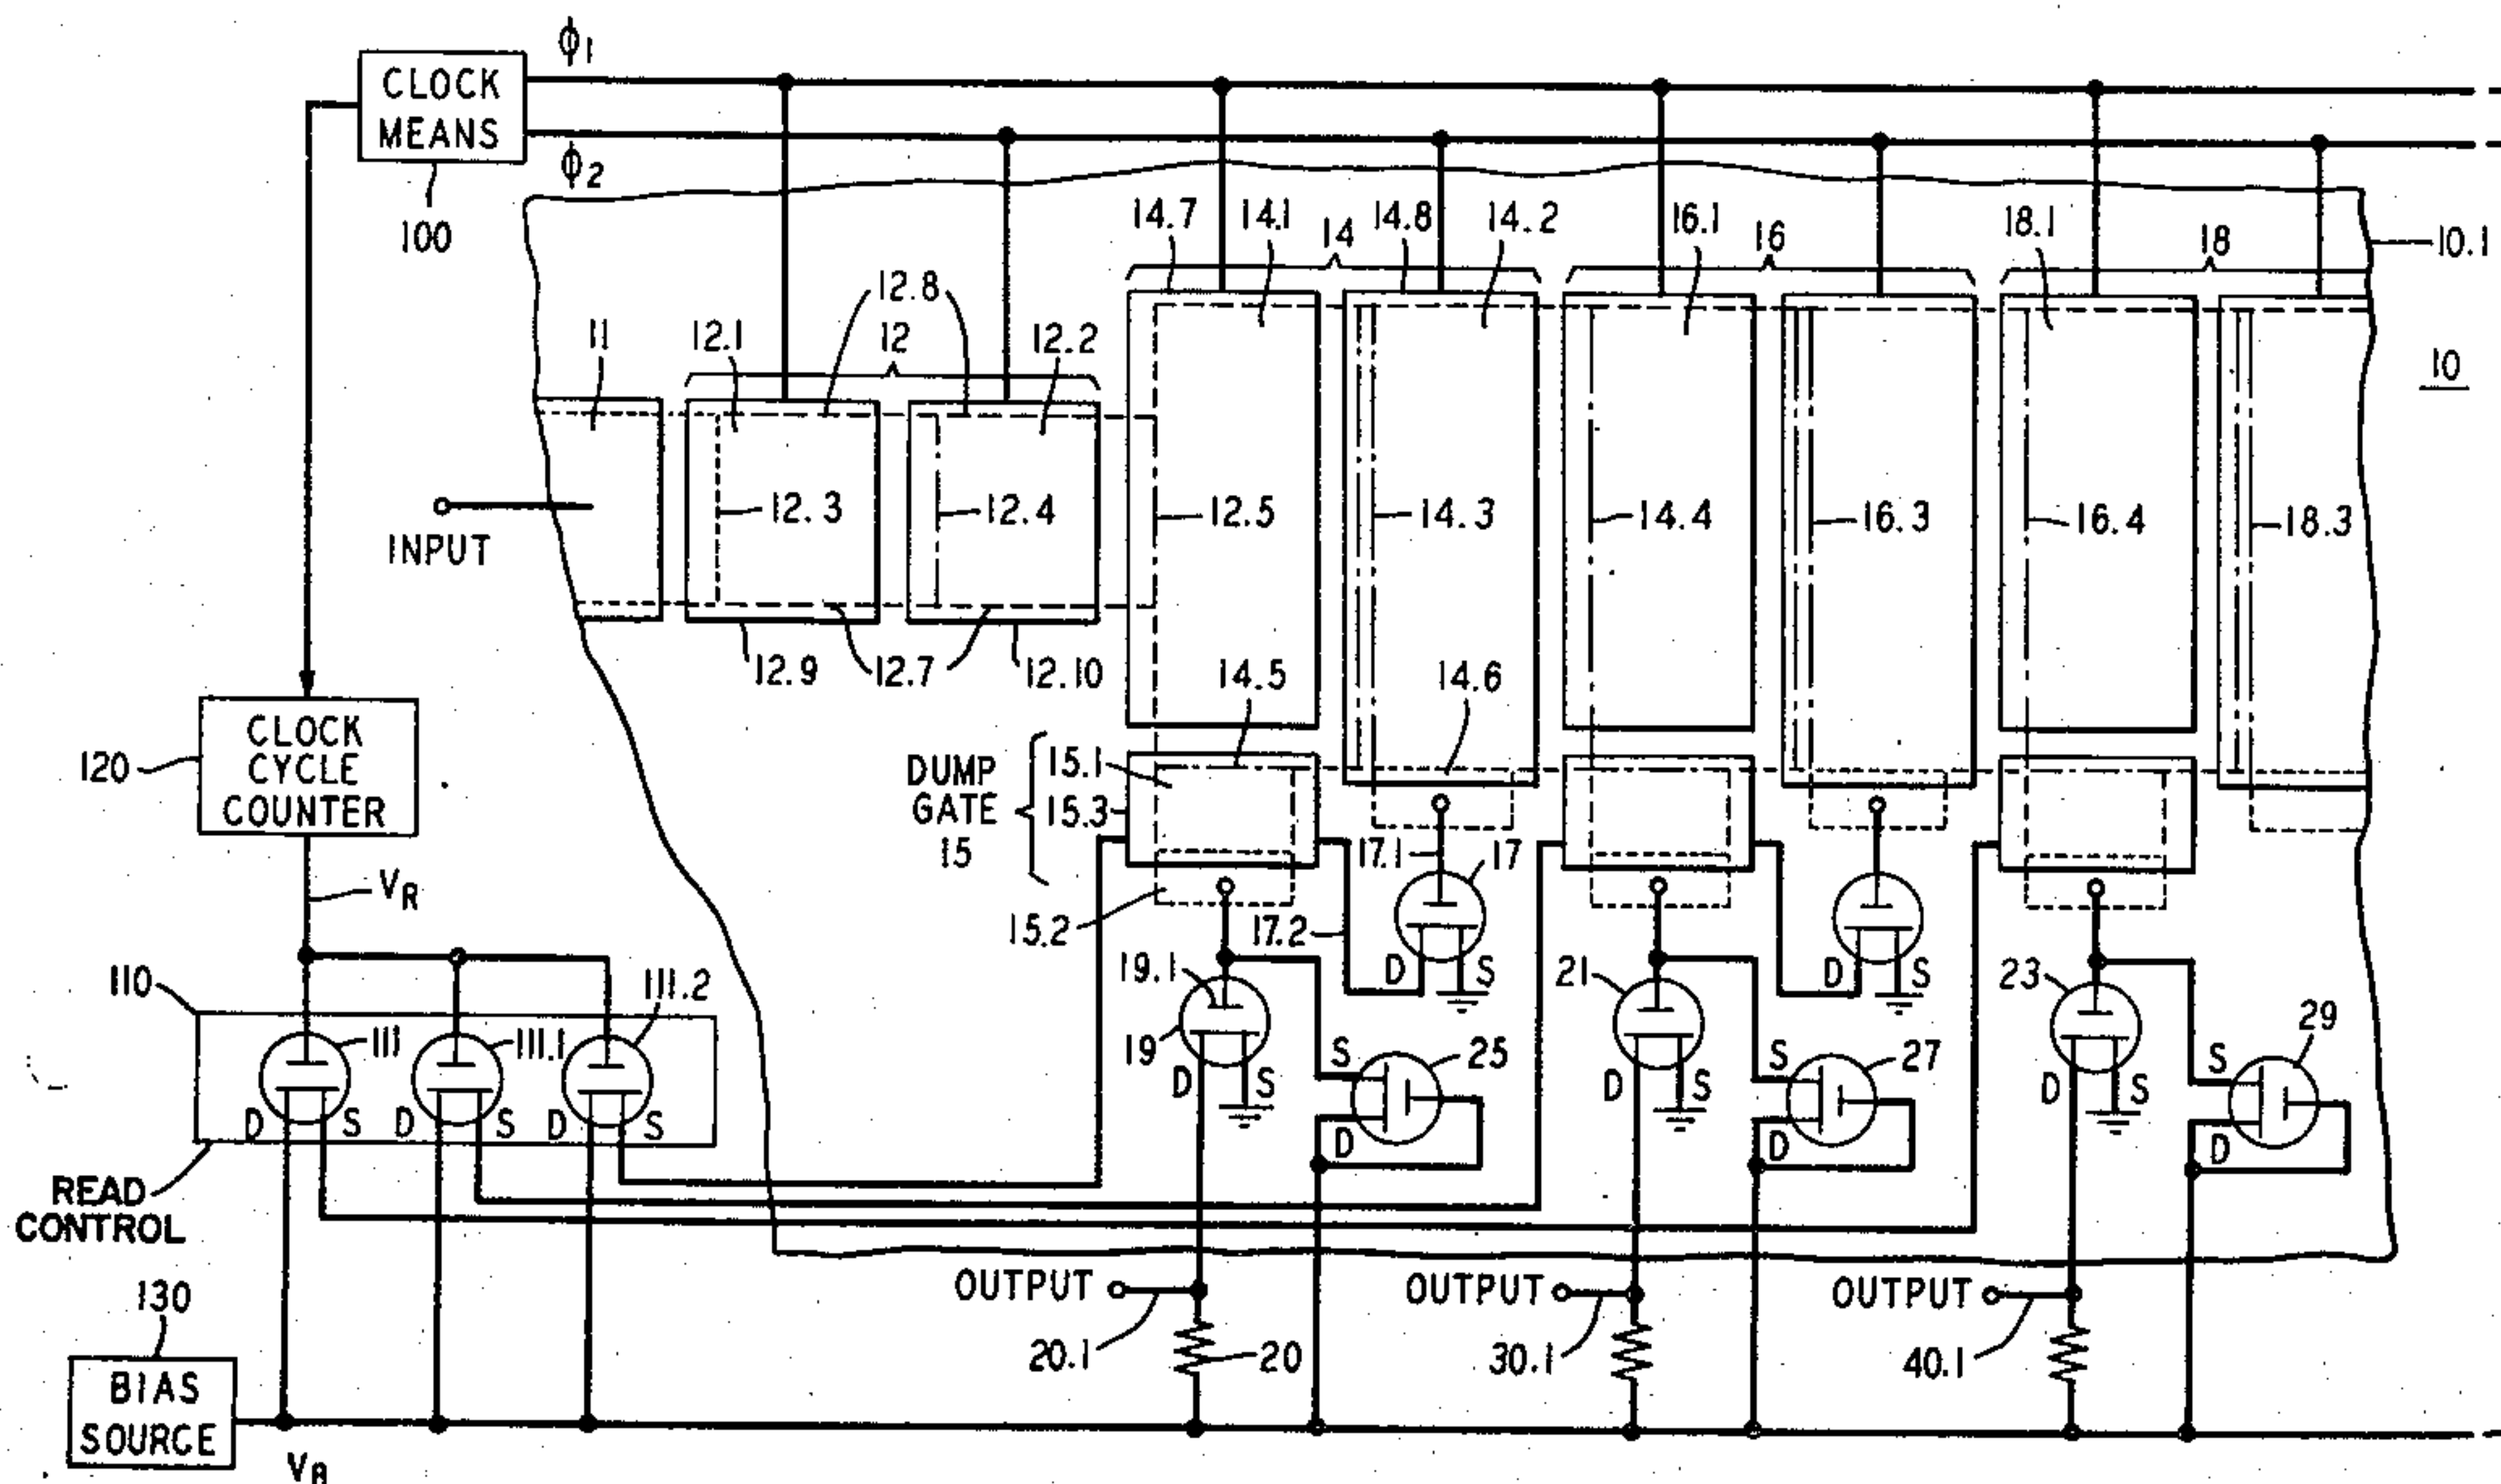 ϕ1
CLOCK
MEANS
ϕ2
100
14.7
14.1
14
14.8
14.2
16.1
16
18.1
18
10.1
10
11
12.1
12.8
12
12.2
12.3
12.4
12.5
14.3
14.4
16.3
16.4
18.3
INPUT
12.9
12.7
12.10
14.5
14.6
CLOCK
CYCLE
COUNTER
120
DUMP
GATE
15
15.1
15.3
15.2
17.1
17
17.2
VR
D
S
D
S
110
111
111.1
111.2
D
S
D
S
D
S
19.1
19
D
S
S
25
D
21
D
S
S
27
D
23
D
S
S
29
D
READ
CONTROL
OUTPUT
20.1
20
OUTPUT
30.1
OUTPUT
40.1
130
BIAS
SOURCE
VB